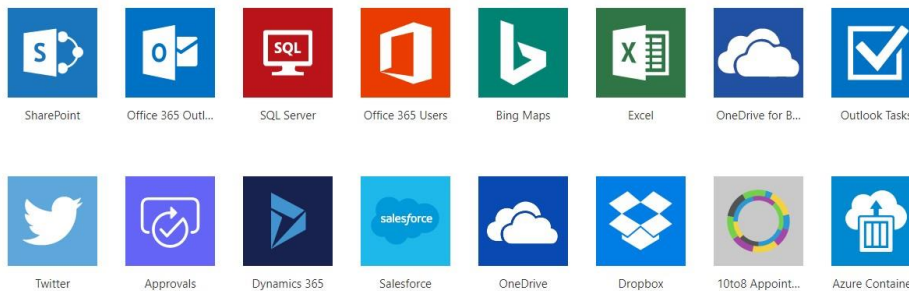 S
O
SQL
X
SharePoint
Office 365 Outl...
SQL Server
Office 365 Users
Bing Maps
Excel
OneDrive for B...
Outlook Tasks
salesforce
Twitter
Approvals
Dynamics 365
Salesforce
OneDrive
Dropbox
10to8 Appoint...
Azure Containe